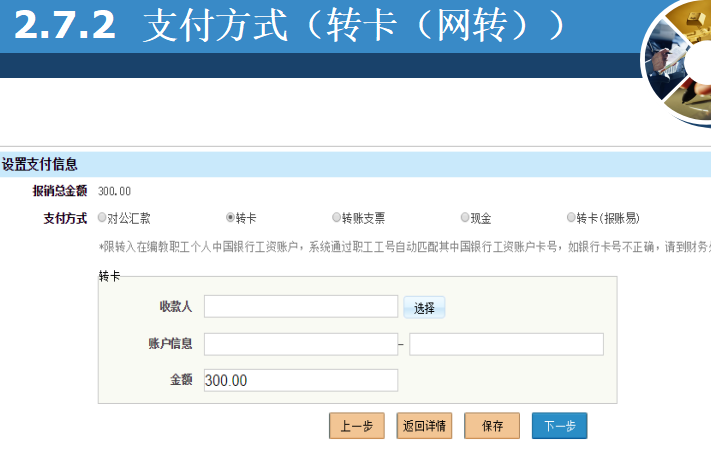 2.7.2 支付方式（转卡（网转））
设置支付信息
报销总金额 300.00
支付方式 对公汇款 转卡 转账支票 现金 转卡(报账易)
*限转入在编教职工个人中国银行工资账户，系统通过职工工号自动匹配其中国银行工资账户卡号，如银行卡号不正确，请到财务
转卡
收款人 选择
账户信息 -
金额 300.00
上一步 返回详情 保存 下一步